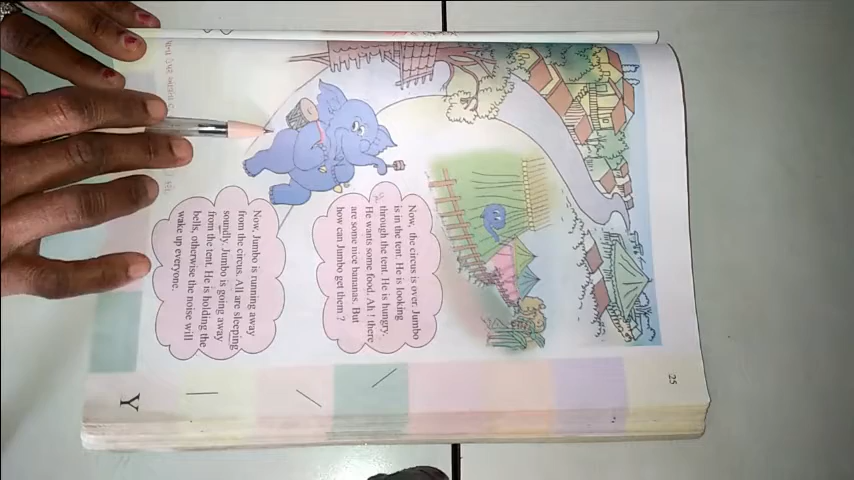 25
Now, the circus is over. Jumbo
is in the tent. He is looking
through the tent. He is hungry.
He wants some food. Ah ! there
are some nice bananas. But
how can Jumbo get them ?
Now, Jumbo is running away
from the circus. All are sleeping
soundly. Jumbo is going away
from the tent. He is holding the
bells, otherwise the noise will
wake up everyone.
Y